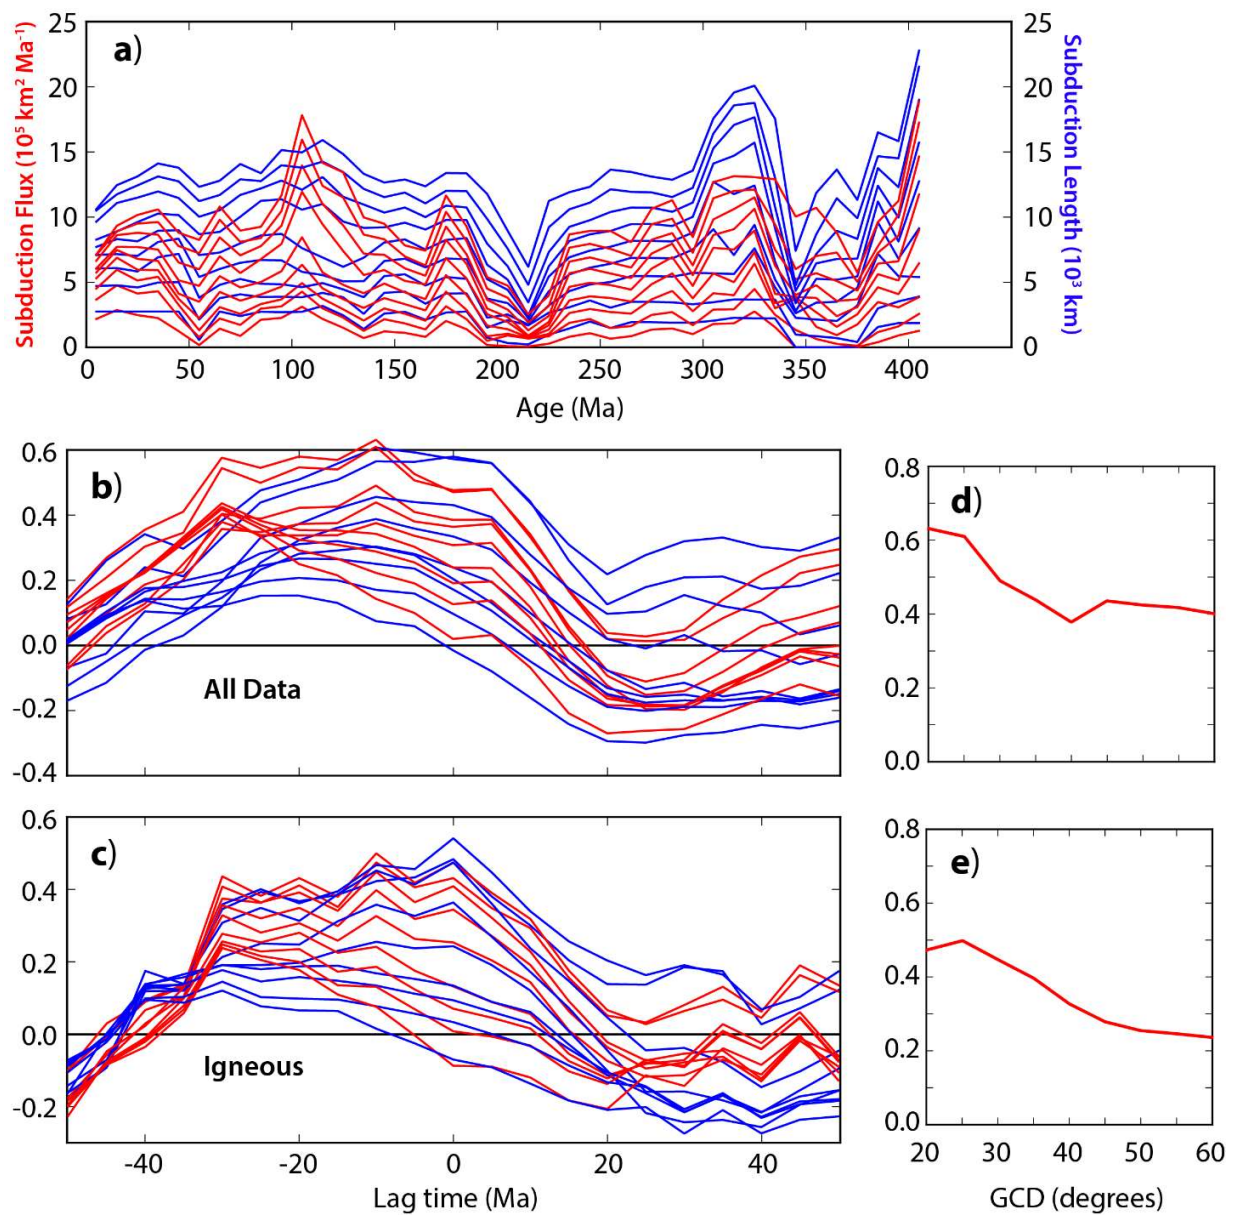 a)
Subduction Flux (10⁵ km² Ma⁻¹)
25
20
15
10
5
0
25
20
15
10
5
0
Subduction Length (10³ km)
0 50 100 150 200 250 300 350 400
Age (Ma)
b)
0.6
0.4
0.2
0.0
-0.2
-0.4
All Data
d)
0.8
0.6
0.4
0.2
0.0
c)
0.6
0.4
0.2
0.0
-0.2
Igneous
-40 -20 0 20 40
Lag time (Ma)
e)
0.8
0.6
0.4
0.2
0.0
20 30 40 50 60
GCD (degrees)